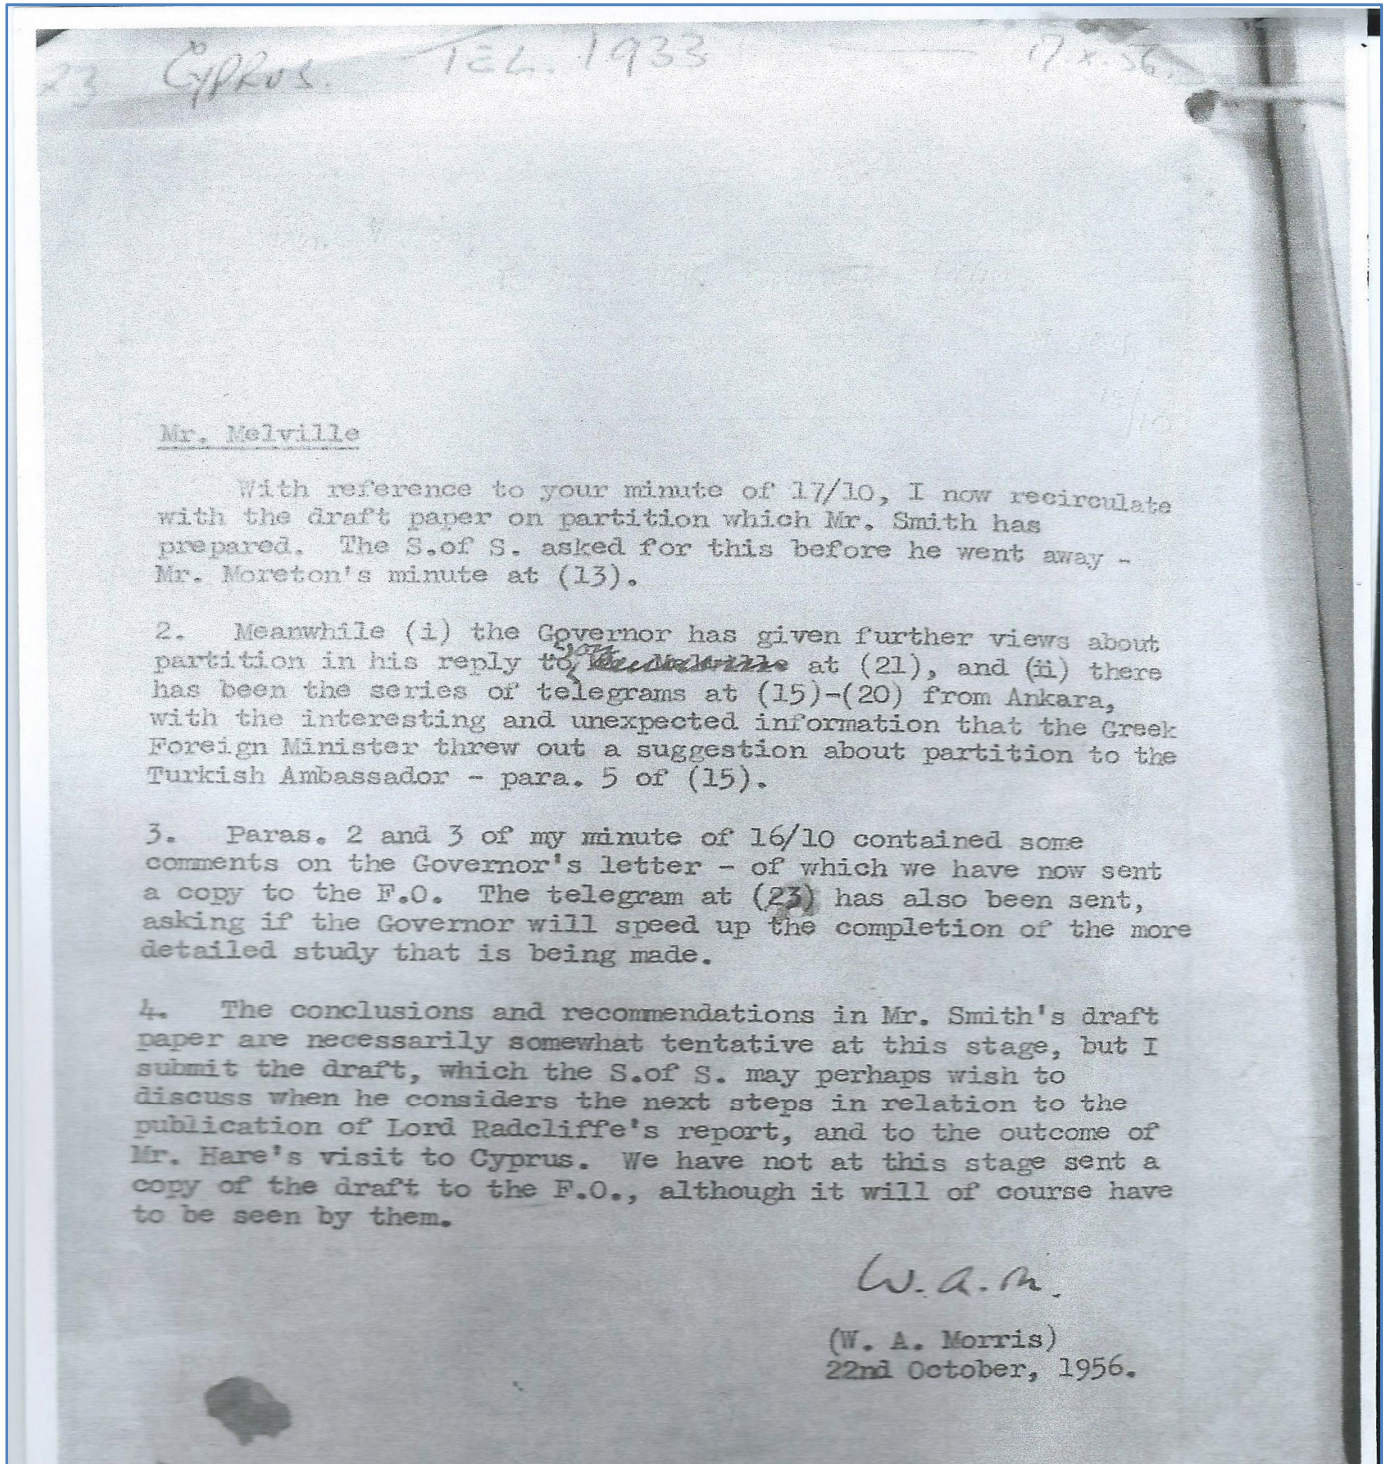 23 Cyprus. TEL. 1933 — 17.x.56.
Mr. Melville
With reference to your minute of 17/10, I now recirculate
with the draft paper on partition which Mr. Smith has
prepared. The S.of S. asked for this before he went away -
Mr. Moreton's minute at (13).
2. Meanwhile (i) the Governor has given further views about
partition in his reply to you at (21), and (ii) there
has been the series of telegrams at (15)-(20) from Ankara,
with the interesting and unexpected information that the Greek
Foreign Minister threw out a suggestion about partition to the
Turkish Ambassador - para. 5 of (15).
3. Paras. 2 and 3 of my minute of 16/10 contained some
comments on the Governor's letter - of which we have now sent
a copy to the F.O. The telegram at (23) has also been sent,
asking if the Governor will speed up the completion of the more
detailed study that is being made.
4. The conclusions and recommendations in Mr. Smith's draft
paper are necessarily somewhat tentative at this stage, but I
submit the draft, which the S.of S. may perhaps wish to
discuss when he considers the next steps in relation to the
publication of Lord Radcliffe's report, and to the outcome of
Mr. Hare's visit to Cyprus. We have not at this stage sent a
copy of the draft to the F.O., although it will of course have
to be seen by them.
W.A.M.
(W. A. Morris)
22nd October, 1956.